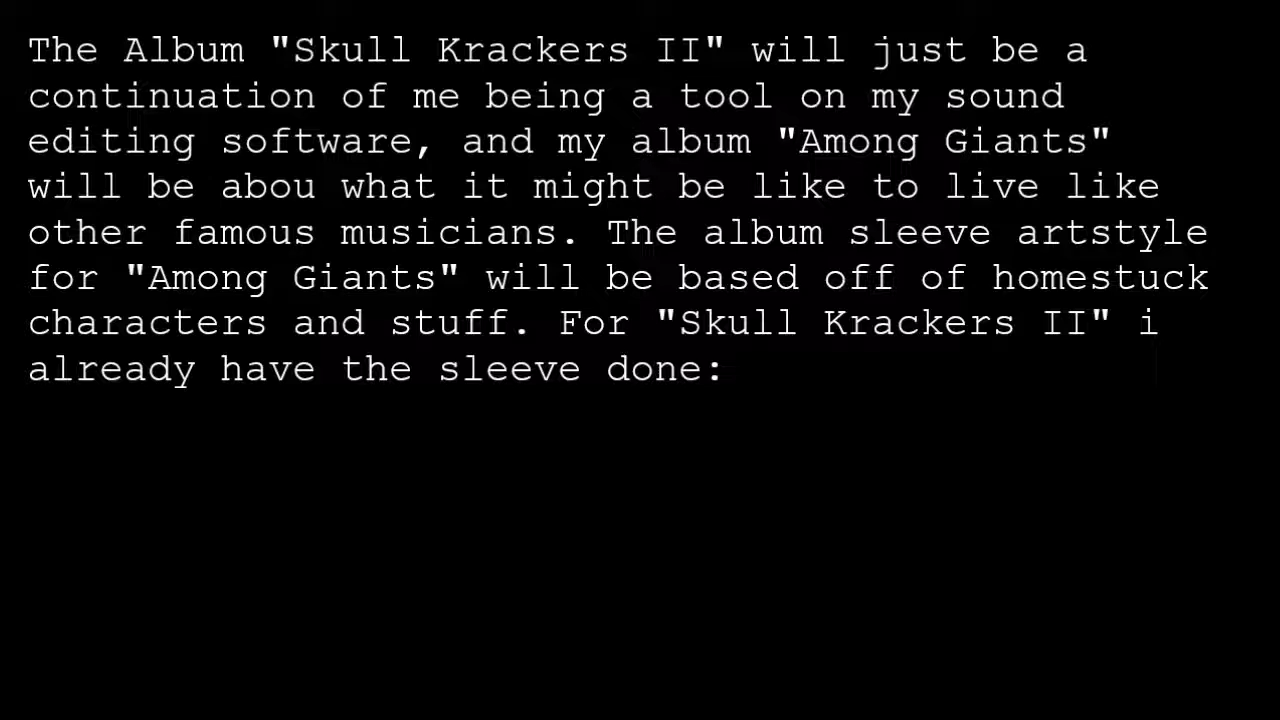 The Album "Skull Krackers II" will just be a
continuation of me being a tool on my sound
editing software, and my album "Among Giants"
will be abou what it might be like to live like
other famous musicians. The album sleeve artstyle
for "Among Giants" will be based off of homestuck
characters and stuff. For "Skull Krackers II" i
already have the sleeve done: